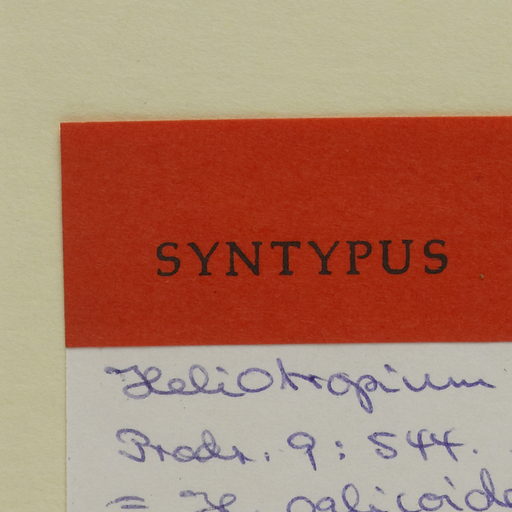 SYNTYPUS
Heliotropium
Prodr. 9: 544.
= H.